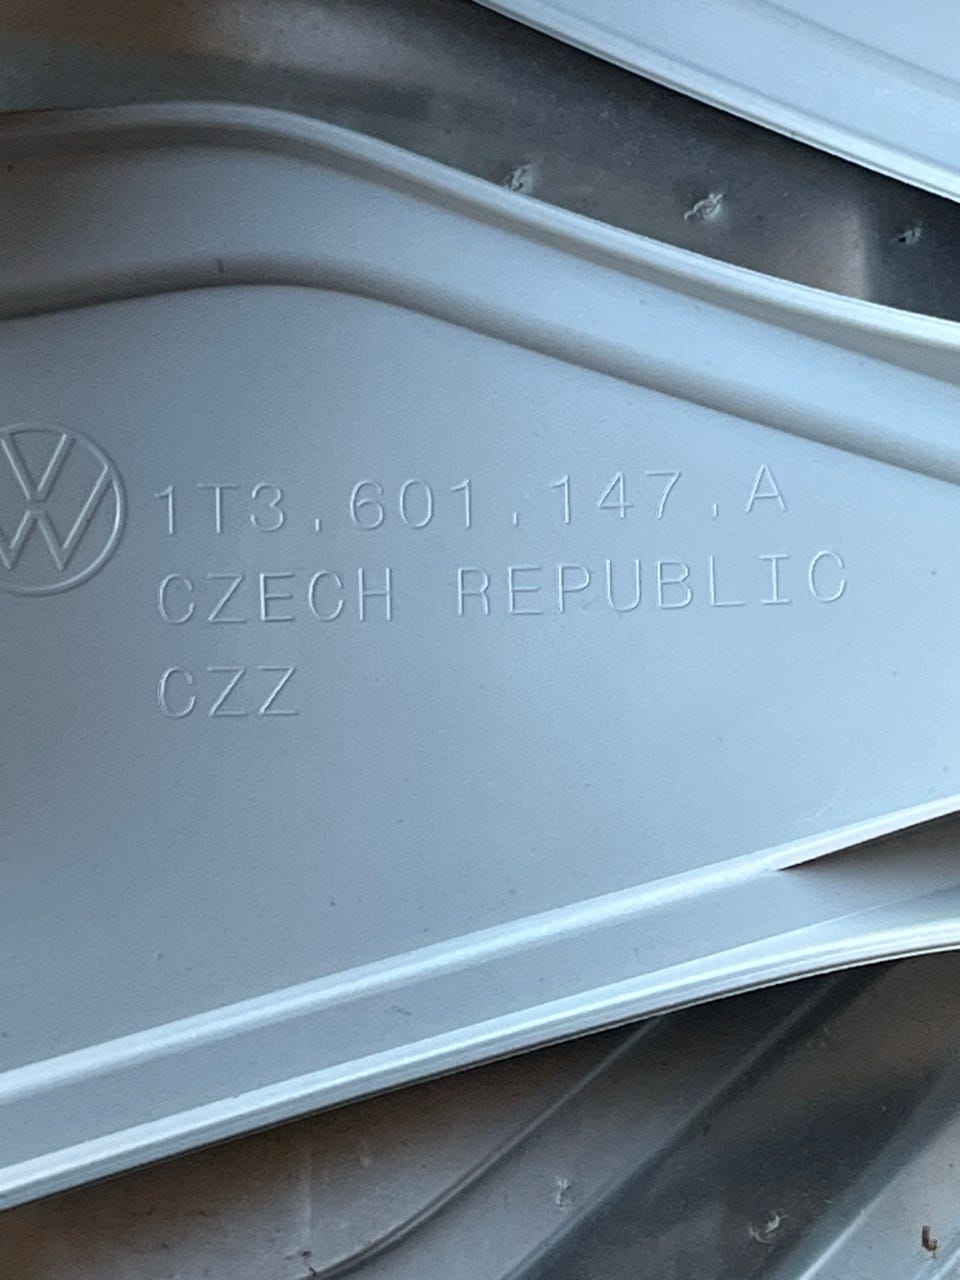 1T3.601.147.A
CZECH REPUBLIC
CZZ